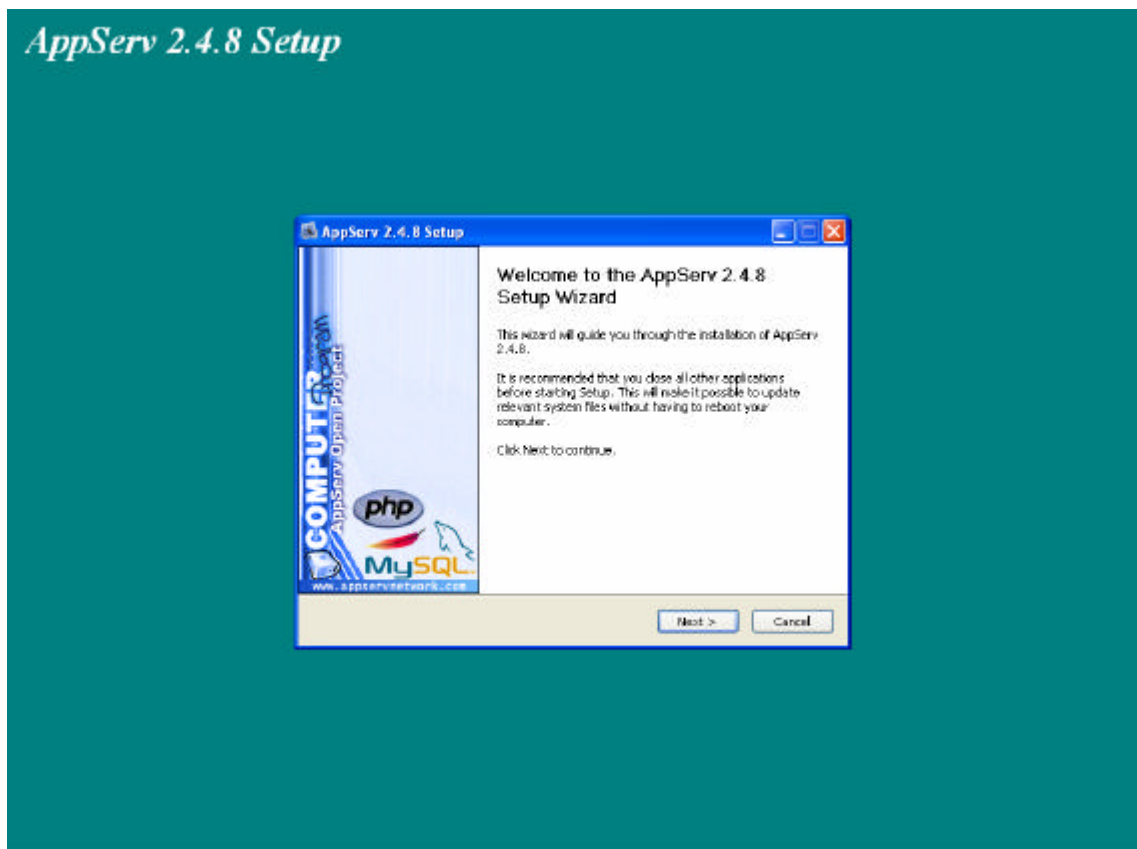 AppServ 2.4.8 Setup
AppServ 2.4.8 Setup
Welcome to the AppServ 2.4.8
Setup Wizard
This wizard will guide you through the installation of AppServ
2.4.8.
It is recommended that you close all other applications
before starting Setup. This will make it possible to update
relevant system files without having to reboot your
computer.
Click Next to continue.
COMPUTER
AppServ Open Project
php
MySQL
www.appservnetwork.com
Next >
Cancel